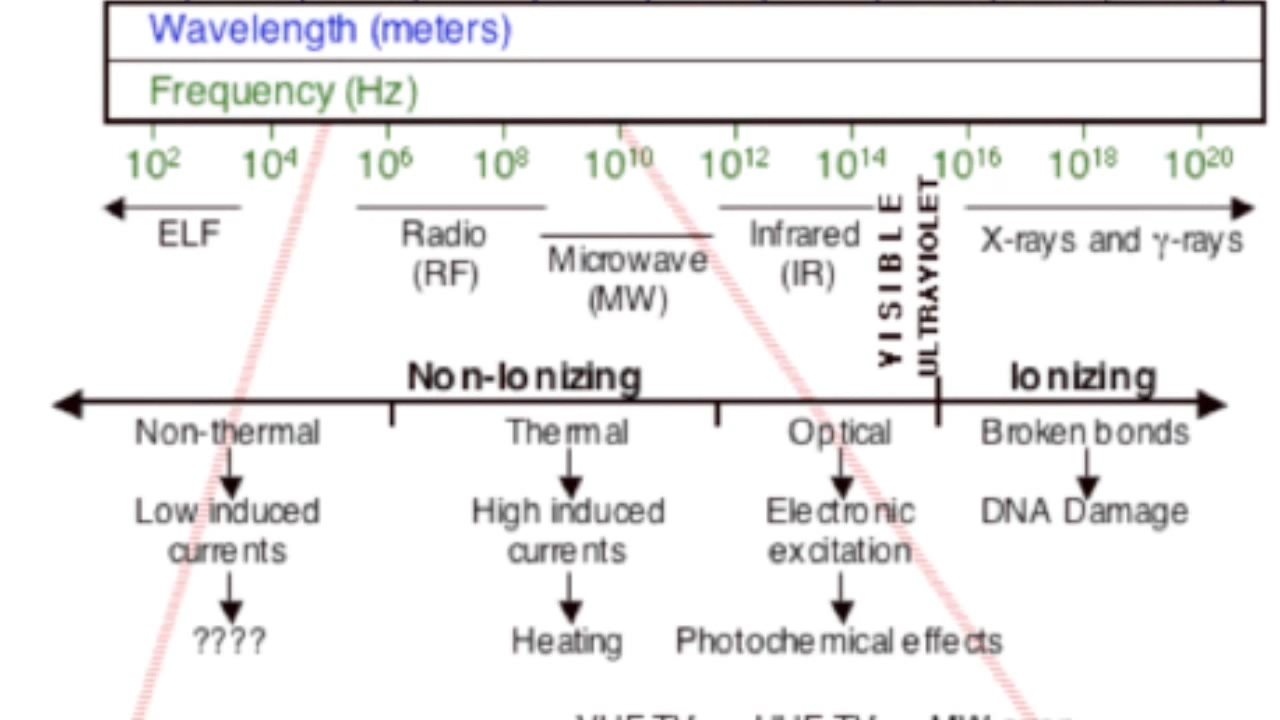 Wavelength (meters)
Frequency (Hz)
10² 10⁴ 10⁶ 10⁸ 10¹⁰ 10¹² 10¹⁴ 10¹⁶ 10¹⁸ 10²⁰
ELF
Radio
(RF)
Microwave
(MW)
Infrared
(IR)
VISIBLE
ULTRAVIOLET
X-rays and γ-rays
Non-Ionizing
Ionizing
Non-thermal
Low induced
currents
????
Thermal
High induced
currents
Heating
Optical
Electronic
excitation
Photochemical effects
Broken bonds
DNA Damage